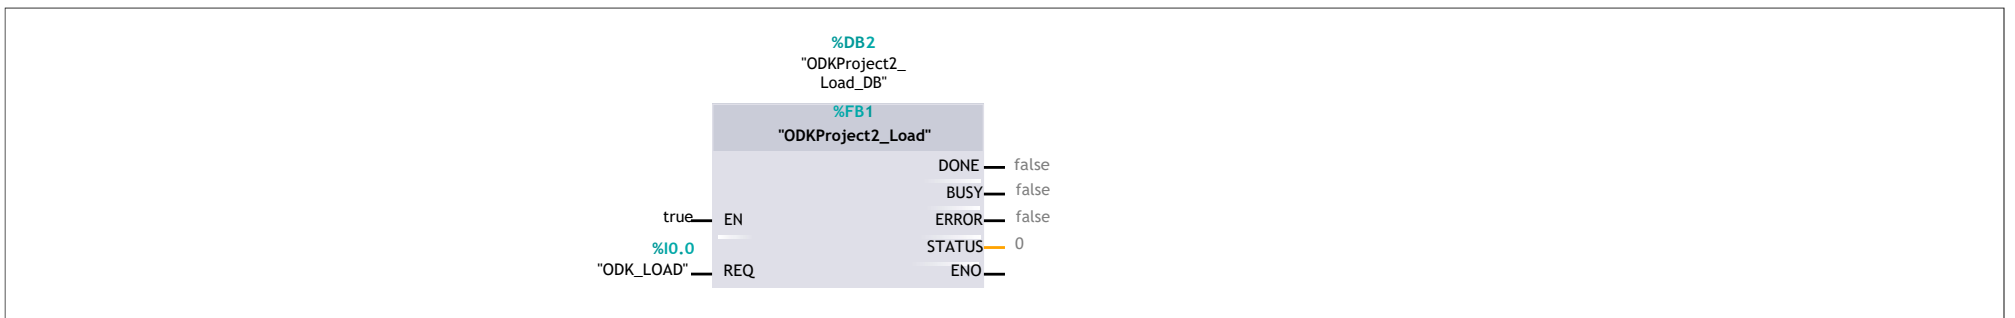 %DB2
"ODKProject2_
Load_DB"
%FB1
"ODKProject2_Load"
DONE false
BUSY false
true EN ERROR false
%I0.0 STATUS 0
"ODK_LOAD" REQ ENO